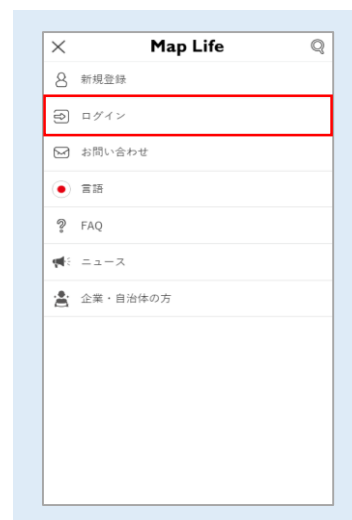 Map Life
新規登録
ログイン
お問い合わせ
言語
FAQ
ニュース
企業・自治体の方